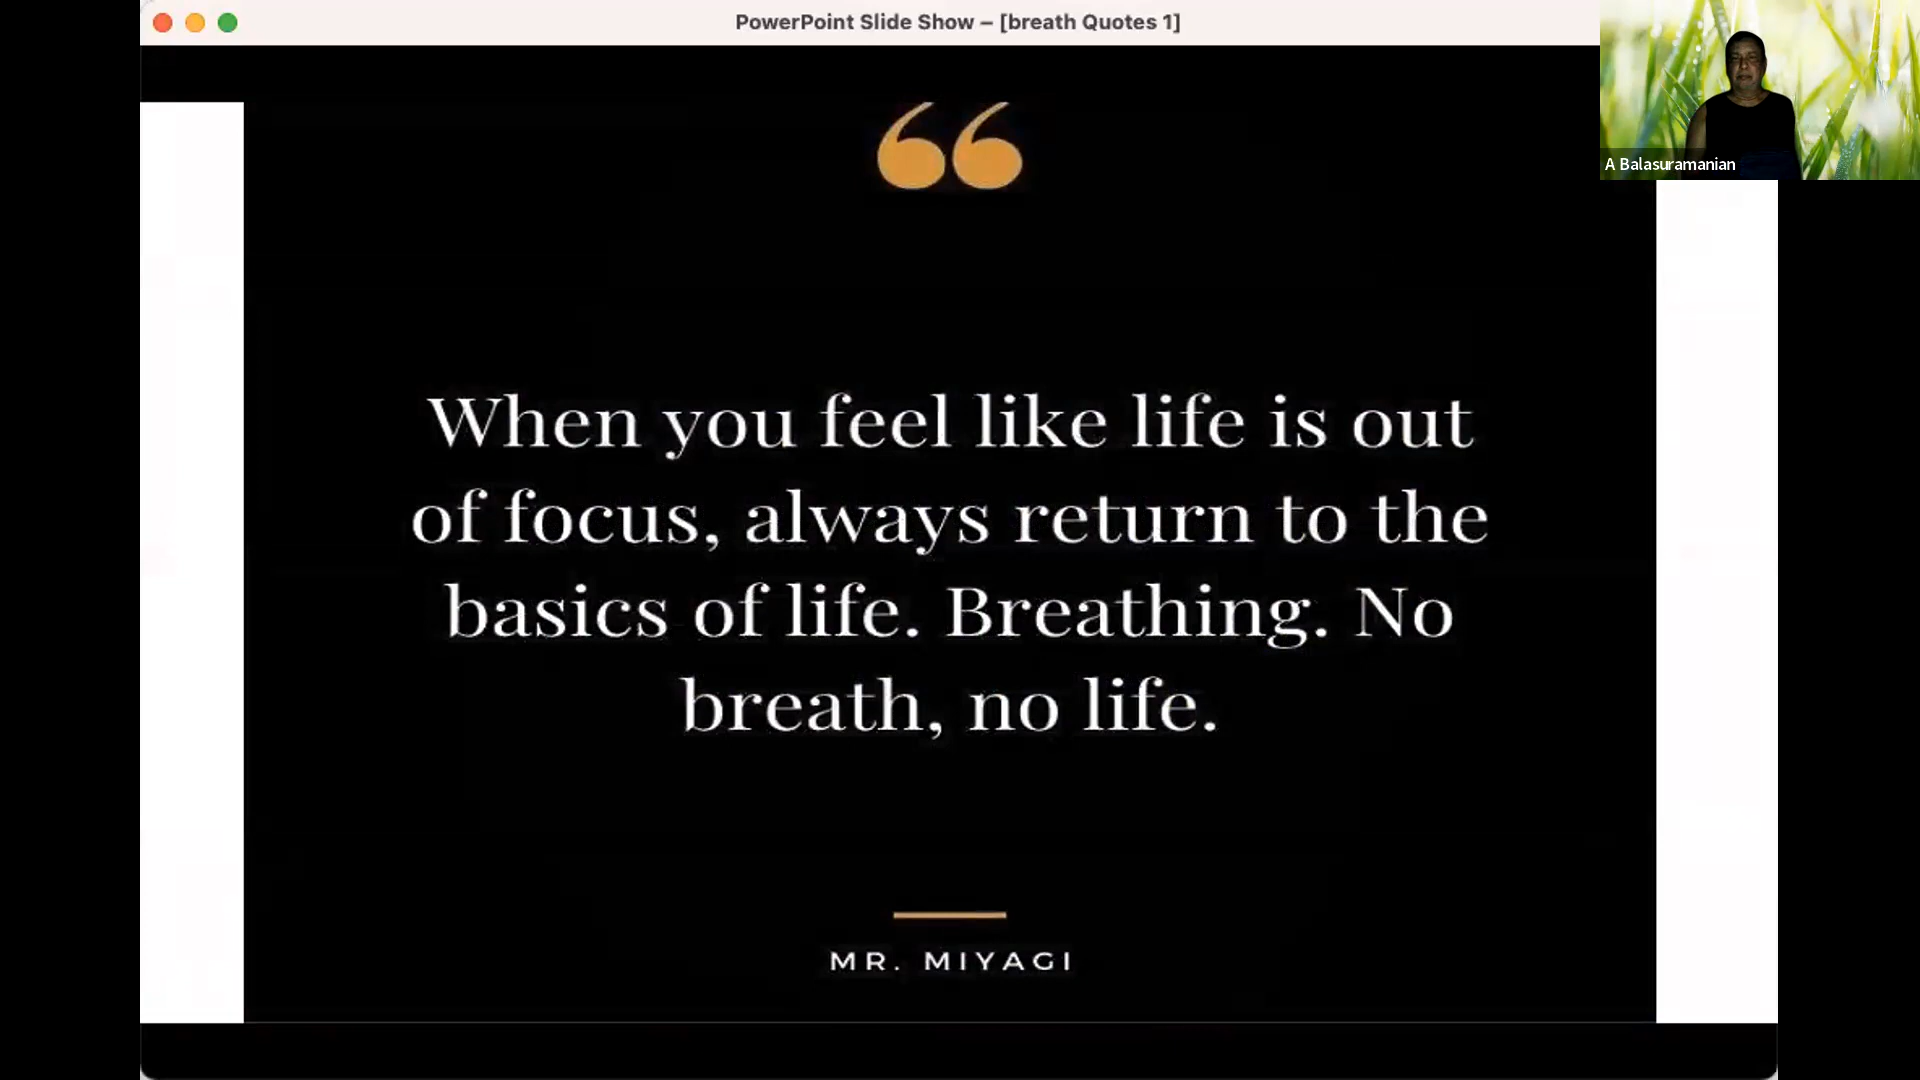 PowerPoint Slide Show – [breath Quotes 1]
A Balasuramanian
“
When you feel like life is out
of focus, always return to the
basics of life. Breathing. No
breath, no life.
MR. MIYAGI